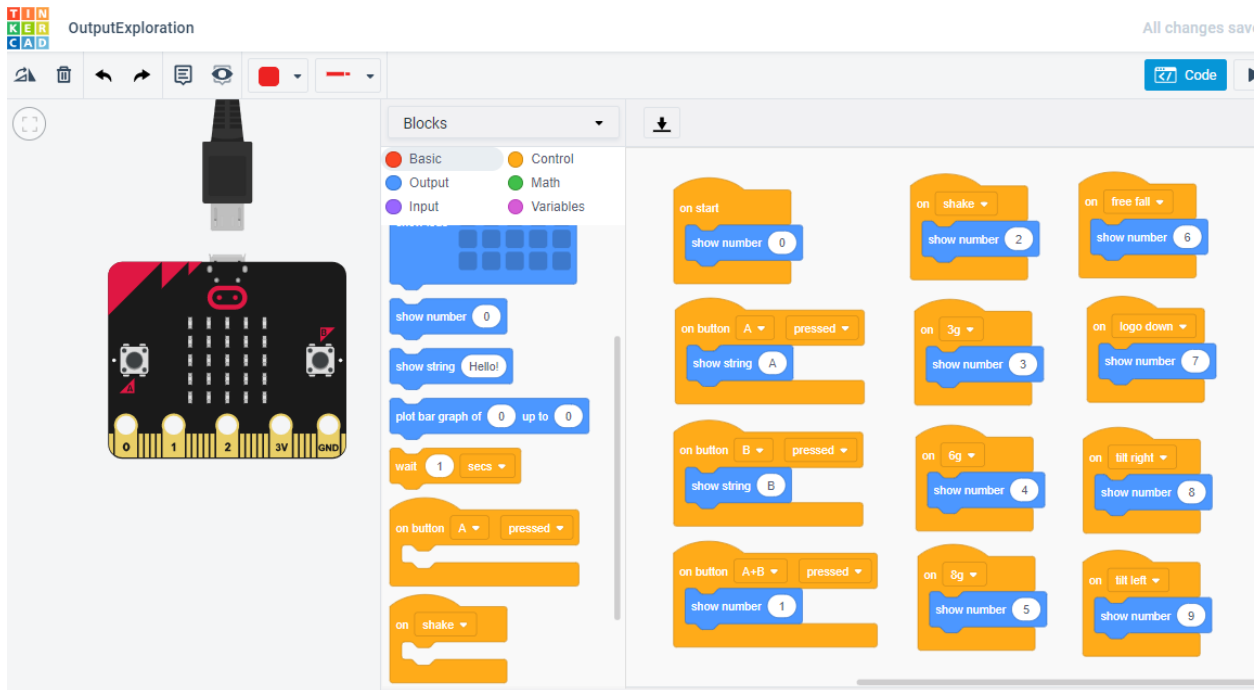 TIN
KER
CAD
OutputExploration
All changes save
Code
Blocks
Basic
Control
Output
Math
Input
Variables
show number 0
show string Hello!
plot bar graph of 0 up to 0
wait 1 secs
on button A pressed
on shake
A
B
0 1 2 3V GND
on start
show number 0
on button A pressed
show string A
on button B pressed
show string B
on button A+B pressed
show number 1
on shake
show number 2
on 3g
show number 3
on 6g
show number 4
on 8g
show number 5
on free fall
show number 6
on logo down
show number 7
on tilt right
show number 8
on tilt left
show number 9